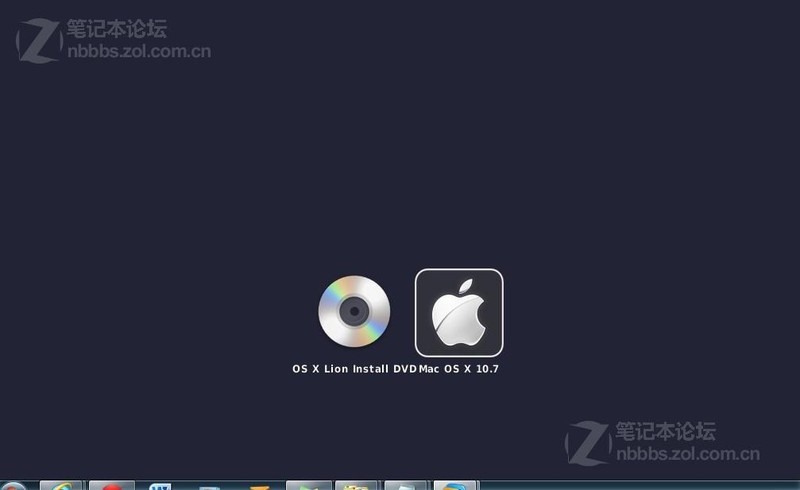 笔记本论坛
nbbbs.zol.com.cn
OS X Lion Install DVD
Mac OS X 10.7
笔记本论坛
nbbbs.zol.com.cn